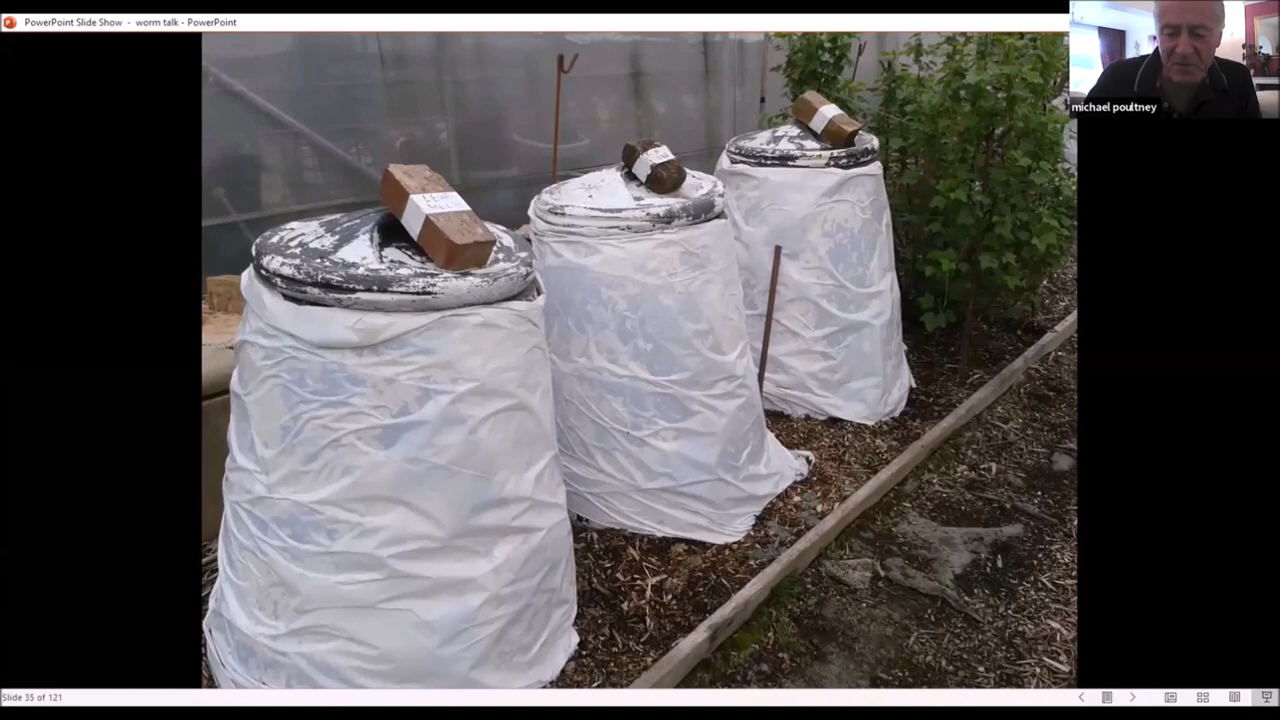 PowerPoint Slide Show - worm talk - PowerPoint
michael poultney
Slide 35 of 121